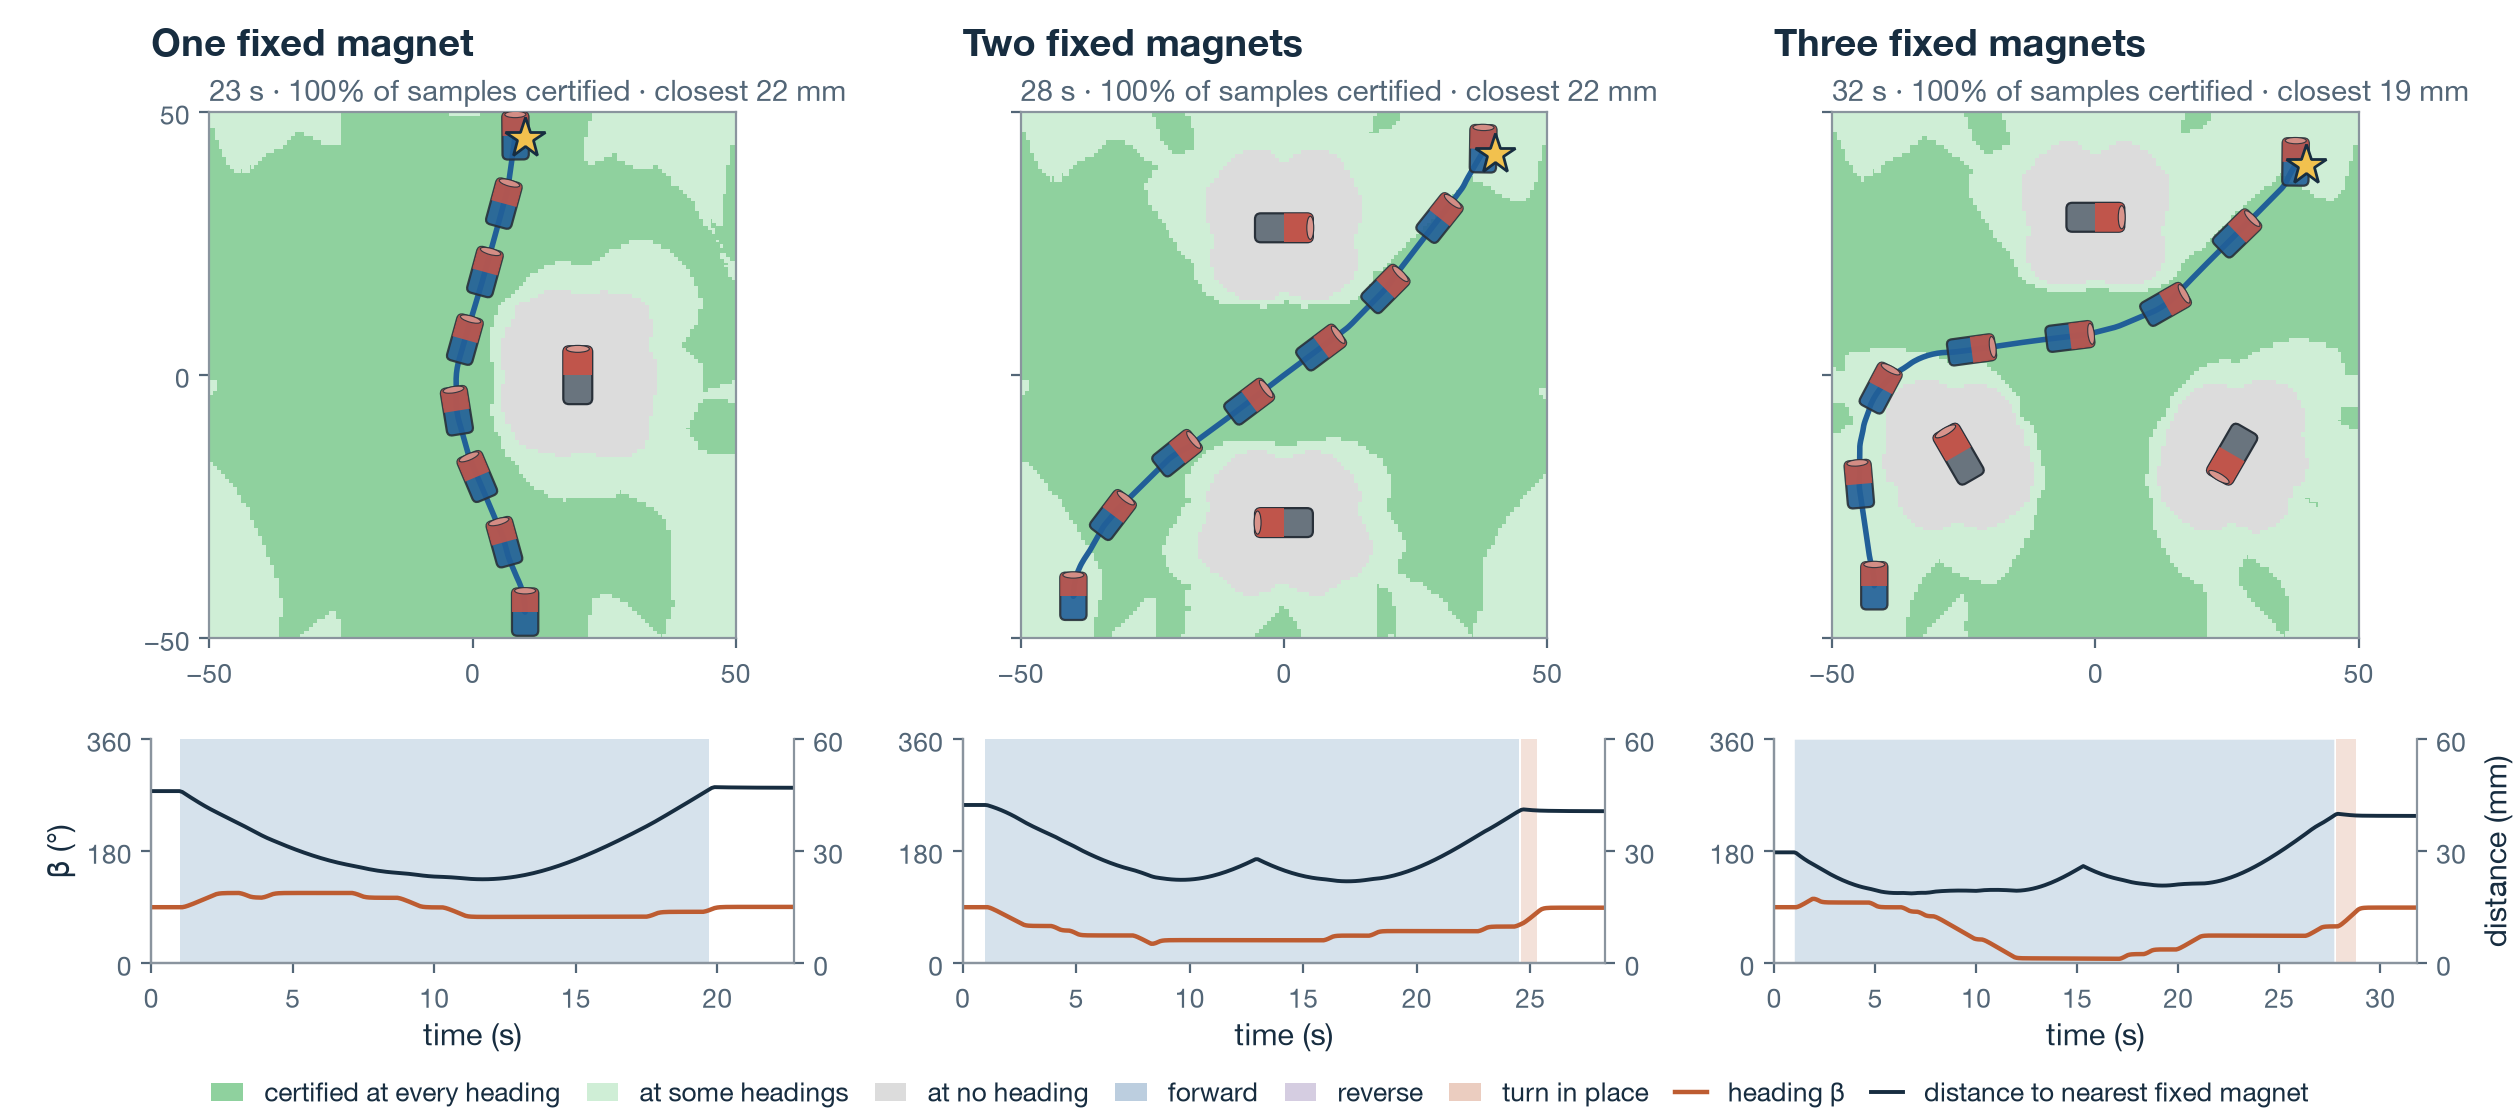 One fixed magnet
Two fixed magnets
Three fixed magnets
23 s · 100% of samples certified · closest 22 mm
28 s · 100% of samples certified · closest 22 mm
32 s · 100% of samples certified · closest 19 mm
50
0
−50
−50 0 50
−50 0 50
−50 0 50
β (°)
360
180
0
60
30
0
0 5 10 15 20
time (s)
360
180
0
60
30
0
0 5 10 15 20 25
time (s)
360
180
0
60
30
0
distance (mm)
0 5 10 15 20 25 30
time (s)
certified at every heading at some headings at no heading forward reverse turn in place heading β distance to nearest fixed magnet